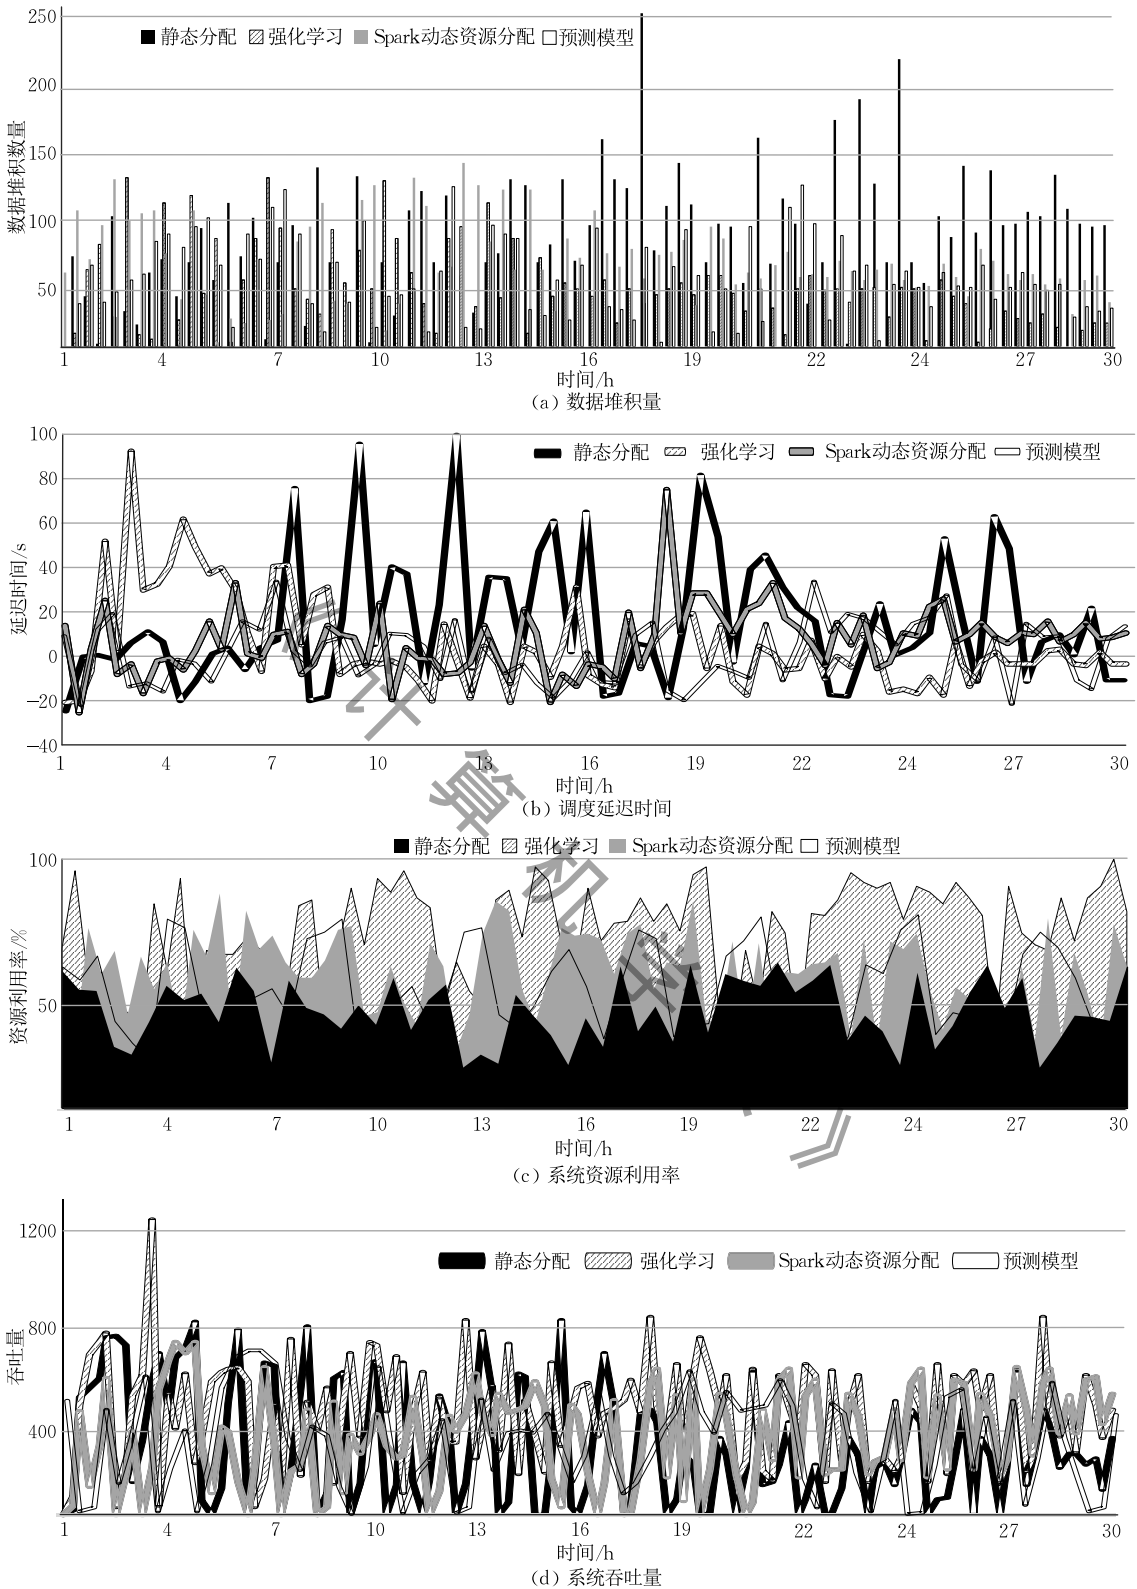 250
静态分配 强化学习 Spark动态资源分配 预测模型
200
150
100
50
数据堆积数量
1 4 7 10 13 16 19 22 24 27 30
时间/h
(a) 数据堆积量
100
静态分配 强化学习 Spark动态资源分配 预测模型
80
60
40
20
0
-20
-40
延迟时间/s
1 4 7 10 13 16 19 22 24 27 30
时间/h
(b) 调度延迟时间
静态分配 强化学习 Spark动态资源分配 预测模型
100
50
资源利用率/%
1 4 7 10 13 16 19 22 24 27 30
时间/h
(c) 系统资源利用率
1200
静态分配 强化学习 Spark动态资源分配 预测模型
800
400
吞吐量
1 4 7 10 13 16 19 22 24 27 30
时间/h
(d) 系统吞吐量
《计算机学 》